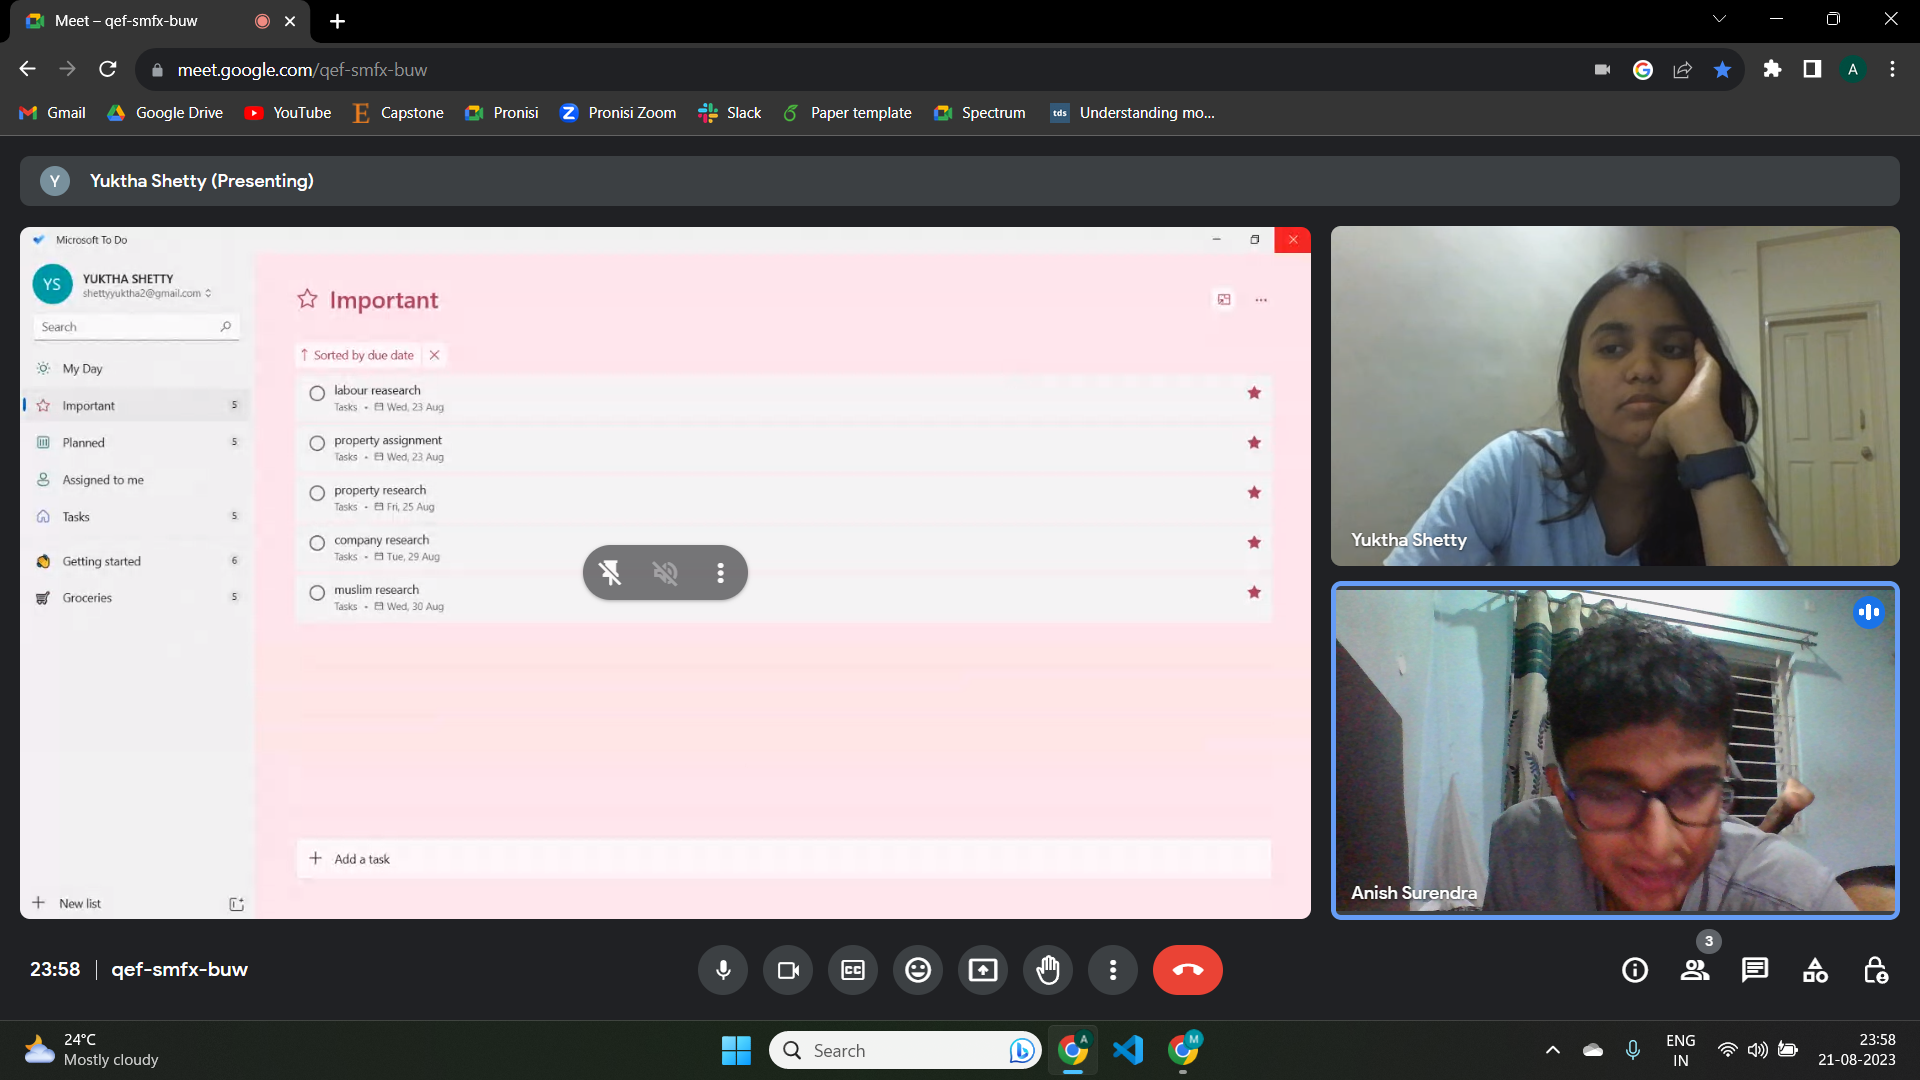 Meet – qef-smfx-buw
meet.google.com/qef-smfx-buw
A
Gmail
Google Drive
YouTube
Capstone
Pronisi
Pronisi Zoom
Slack
Paper template
Spectrum
tds
Understanding mo...
Y
Yuktha Shetty (Presenting)
Microsoft To Do
YS
YUKTHA SHETTY
shettyyuktha2@gmail.com
Search
My Day
Important 5
Planned 5
Assigned to me
Tasks 5
Getting started 6
Groceries 5
New list
Important
Sorted by due date
labour reasearch
Tasks • Wed, 23 Aug
property assignment
Tasks • Wed, 23 Aug
property research
Tasks • Fri, 25 Aug
company research
Tasks • Tue, 29 Aug
muslim research
Tasks • Wed, 30 Aug
Add a task
Yuktha Shetty
Anish Surendra
23:58
qef-smfx-buw
CC
3
24°C
Mostly cloudy
Search
A
M
ENG
IN
23:58
21-08-2023